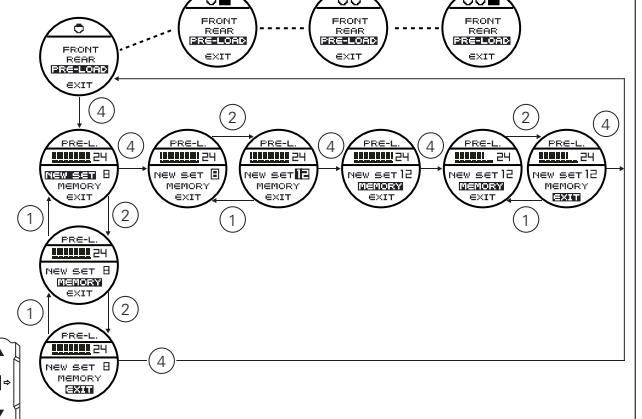 FRONT
REAR
PRE-LOAD
EXIT
FRONT
REAR
PRE-LOAD
EXIT
FRONT
REAR
PRE-LOAD
EXIT
FRONT
REAR
PRE-LOAD
EXIT
4
PRE-L.
24
NEW SET 8
MEMORY
EXIT
4
PRE-L.
24
NEW SET 8
MEMORY
EXIT
2
1
PRE-L.
24
NEW SET 12
MEMORY
EXIT
4
PRE-L.
24
NEW SET 12
MEMORY
EXIT
4
PRE-L.
24
NEW SET 12
MEMORY
EXIT
2
1
PRE-L.
24
NEW SET 12
MEMORY
EXIT
4
1
2
PRE-L.
24
NEW SET 8
MEMORY
EXIT
1
2
PRE-L.
24
NEW SET 8
MEMORY
EXIT
4